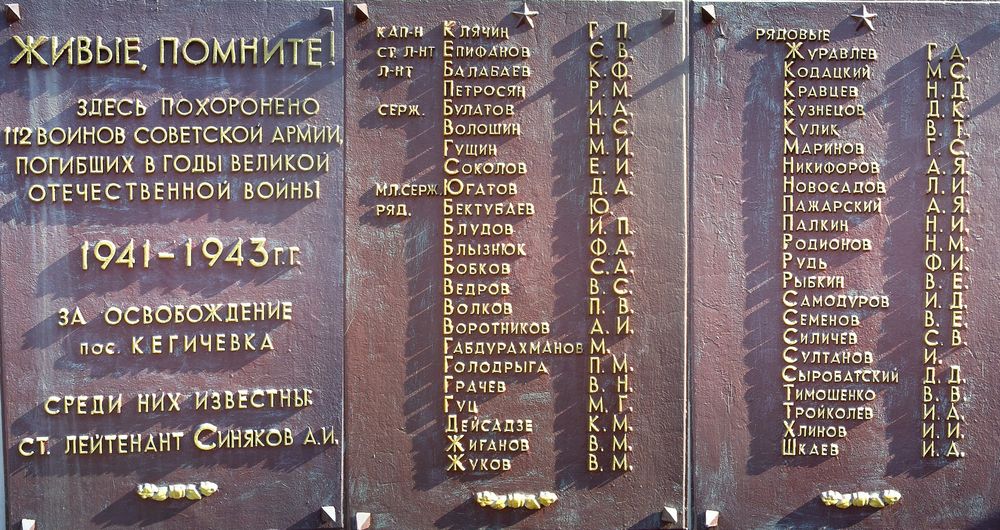 ЖИВЫЕ, ПОМНИТЕ!
ЗДЕСЬ ПОХОРОНЕНО
112 ВОИНОВ СОВЕТСКОЙ АРМИИ,
ПОГИБШИХ В ГОДЫ ВЕЛИКОЙ
ОТЕЧЕСТВЕННОЙ ВОЙНЫ
1941-1943 г.г.
ЗА ОСВОБОЖДЕНИЕ
пос. КЕГИЧЕВКА
СРЕДИ НИХ ИЗВЕСТНЫ:
СТ. ЛЕЙТЕНАНТ СИНЯКОВ А.И.
КАП-Н КЛЯЧИН Г. П.
СТ. Л-НТ ЕПИФАНОВ С. В.
Л-НТ БАЛАБАЕВ К. Ф.
ПЕТРОСЯН Р. М.
СЕРЖ. БУЛАТОВ И. А.
ВОЛОШИН Н. С.
ГУЩИН М. И.
СОКОЛОВ Е. И.
МЛ. СЕРЖ. ЮГАТОВ Д. А.
РЯД. БЕКТУБАЕВ Ю.
БЛУДОВ И. П.
БЛЫЗНЮК Ф. А.
БОБКОВ С. А.
ВЕДРОВ В. С.
ВОЛКОВ П. В.
ВОРОТНИКОВ А. И.
ГАБДУРАХМАНОВ М.
ГОЛОДРЫГА П. М.
ГРАЧЕВ В. Н.
ГУЦ М. Г.
ДЕЙСАДЗЕ К. М.
ЖИГАНОВ В. М.
ЖУКОВ В. М.
РЯДОВЫЕ
ЖУРАВЛЕВ Г. А.
КОДАЦКИЙ М. С.
КРАВЦЕВ Н. Д.
КУЗНЕЦОВ Д. К.
КУЛИК В. Т.
МАРИНОВ Г. С.
НИКИФОРОВ А. Я.
НОВОСАДОВ Л. И.
ПАЖАРСКИЙ А. Я.
ПАЛКИН Н. И.
РОДИОНОВ Н. М.
РУДЬ Ф. И.
РЫБКИН В. Е.
САМОДУРОВ И. Д.
СЕМЕНОВ В. Е.
СИЛИЧЕВ С. В.
СУЛТАНОВ И.
СЫРОВАТСКИЙ Д. Д.
ТИМОШЕНКО В. В.
ТРОЙКОЛЕВ И. А.
ХЛИНОВ И. И.
ШКАЕВ И. А.